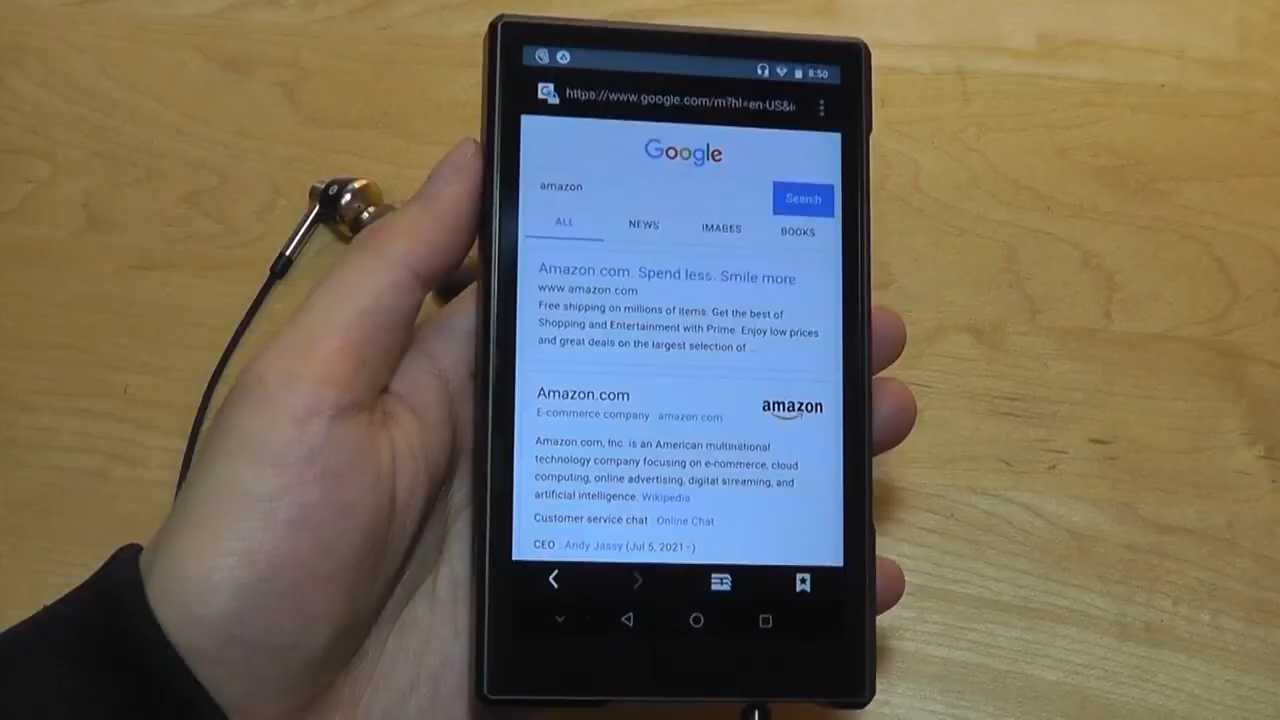 8:50
https://www.google.com/m?hl=en-US&i
Google
amazon
Search
ALL NEWS IMAGES BOOKS
Amazon.com. Spend less. Smile more
www.amazon.com
Free shipping on millions of items. Get the best of
Shopping and Entertainment with Prime. Enjoy low prices
and great deals on the largest selection of ...
Amazon.com
E-commerce company · amazon.com
amazon
Amazon.com, Inc. is an American multinational
technology company focusing on e-commerce, cloud
computing, online advertising, digital streaming, and
artificial intelligence. Wikipedia
Customer service chat : Online Chat
CEO : Andy Jassy (Jul 5, 2021–)